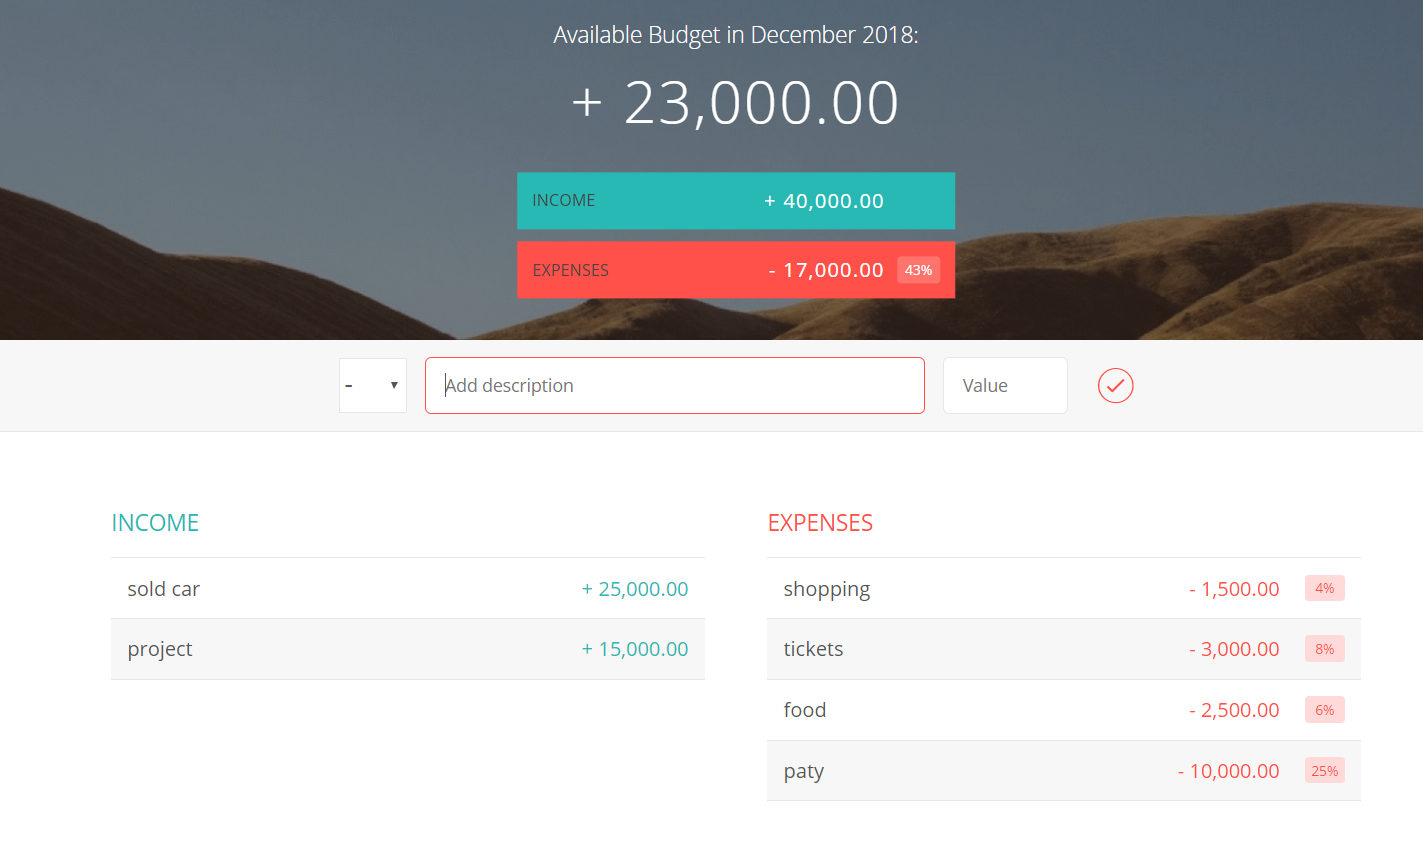 Available Budget in December 2018:
+ 23,000.00
INCOME + 40,000.00
EXPENSES - 17,000.00 43%
- ▼ Add description Value
INCOME
sold car + 25,000.00
project + 15,000.00
EXPENSES
shopping - 1,500.00 4%
tickets - 3,000.00 8%
food - 2,500.00 6%
paty - 10,000.00 25%